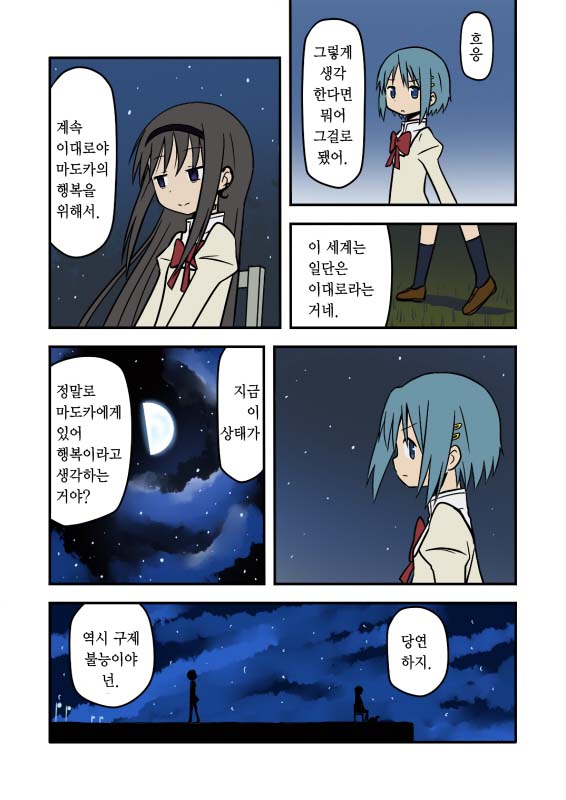 흐응
그렇게
생각
한다면
뭐어
그걸로
됐어.
이 세계는
일단은
이대로라는
거네.
계속
이대로야
마도카의
행복을
위해서.
지금
이
상태가
정말로
마도카에게
있어
행복이라고
생각하는
거야?
당연
하지.
역시 구제
불능이야
넌.